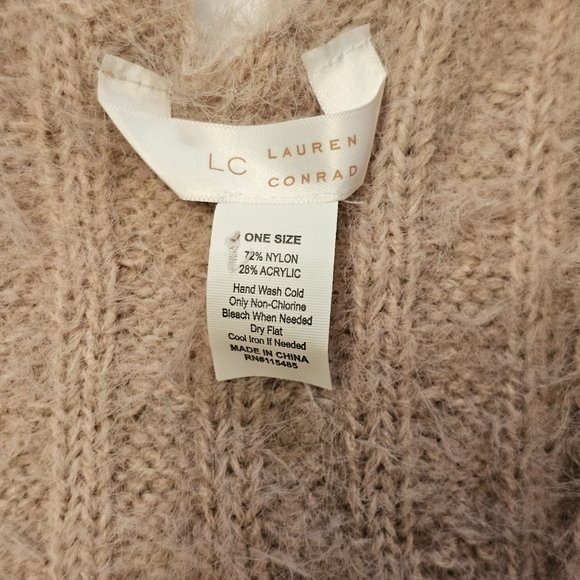 LC LAUREN
CONRAD
ONE SIZE
72% NYLON
28% ACRYLIC
Hand Wash Cold
Only Non-Chlorine
Bleach When Needed
Dry Flat
Cool Iron If Needed
MADE IN CHINA
RN#115485